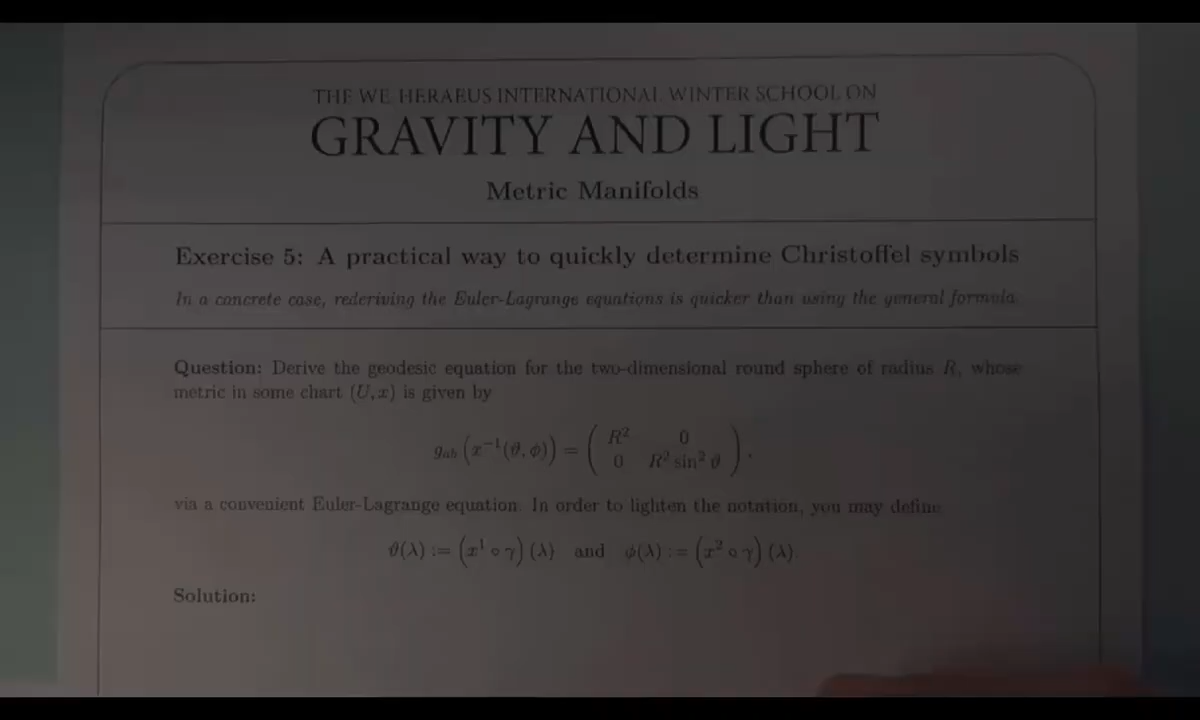 THE WE HERAEUS INTERNATIONAL WINTER SCHOOL ON
GRAVITY AND LIGHT
Metric Manifolds
Exercise 5: A practical way to quickly determine Christoffel symbols
In a concrete case, rederiving the Euler-Lagrange equations is quicker than using the general formula.
Question: Derive the geodesic equation for the two-dimensional round sphere of radius R, whose
metric in some chart (U, x) is given by
g_{ab} (x^{-1}(ϑ, ϕ)) = ( R² 0
0 R² sin² ϑ ) ,
via a convenient Euler-Lagrange equation. In order to lighten the notation, you may define
ϑ(λ) := (x¹ ∘ γ) (λ) and ϕ(λ) := (x² ∘ γ) (λ)
Solution: